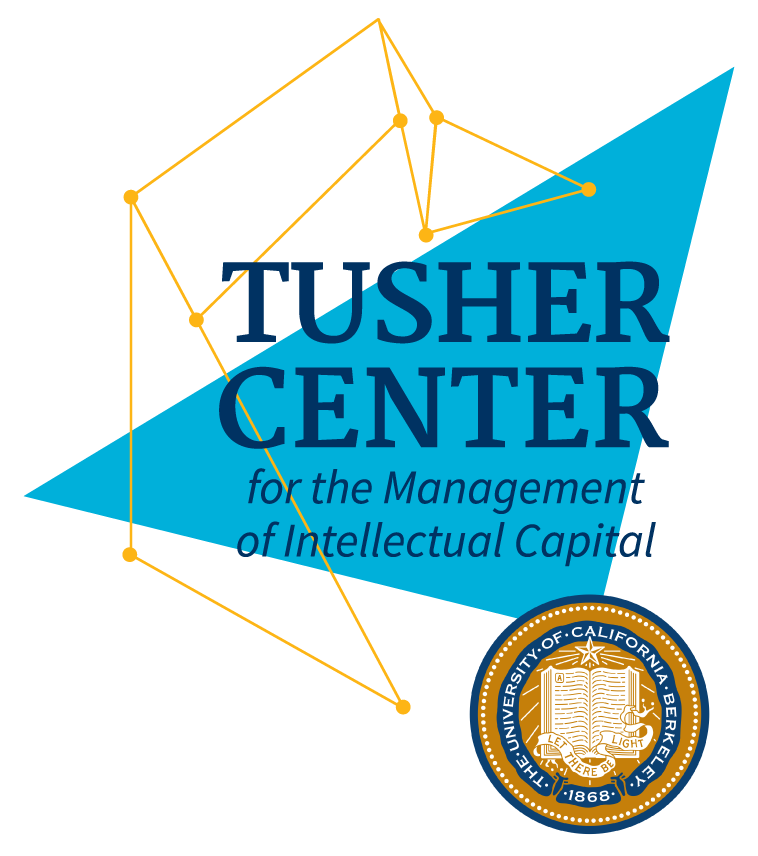 TUSHER
CENTER
for the Management
of Intellectual Capital
·THE·UNIVERSITY·OF·CALIFORNIA·BERKELEY·
A
LET THERE BE LIGHT
·1868·